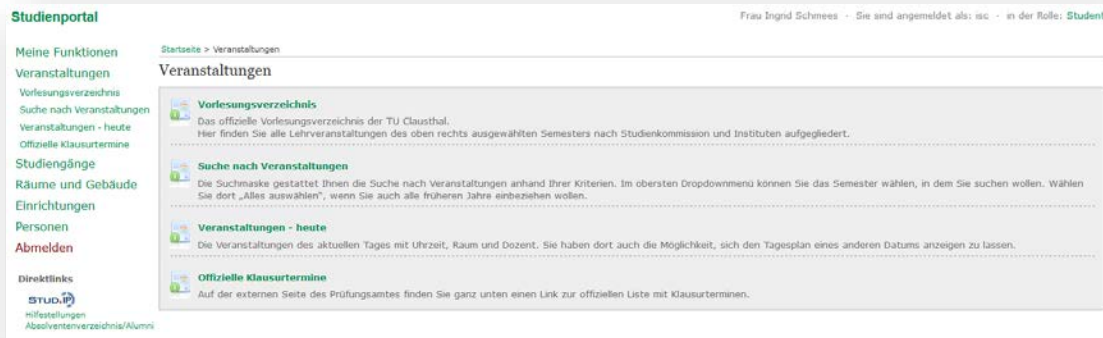 Studienportal
Frau Ingrid Schmees - Sie sind angemeldet als: isc - in der Rolle: Student
Meine Funktionen
Veranstaltungen
Vorlesungsverzeichnis
Suche nach Veranstaltungen
Veranstaltungen - heute
Offizielle Klausurtermine
Studiengänge
Räume und Gebäude
Einrichtungen
Personen
Abmelden
Direktlinks
STUD.IP
Hilfestellungen
Absolventenverzeichnis/Alumni
Startseite > Veranstaltungen
Veranstaltungen
Vorlesungsverzeichnis
Das offizielle Vorlesungsverzeichnis der TU Clausthal.
Hier finden Sie alle Lehrveranstaltungen des oben rechts ausgewählten Semesters nach Studienkommission und Instituten aufgegliedert.
Suche nach Veranstaltungen
Die Suchmaske gestattet Ihnen die Suche nach Veranstaltungen anhand Ihrer Kriterien. Im obersten Dropdownmenü können Sie das Semester wählen, in dem Sie suchen wollen. Wählen
Sie dort „Alles auswählen", wenn Sie auch alle früheren Jahre einbeziehen wollen.
Veranstaltungen - heute
Die Veranstaltungen des aktuellen Tages mit Uhrzeit, Raum und Dozent. Sie haben dort auch die Möglichkeit, sich den Tagesplan eines anderen Datums anzeigen zu lassen.
Offizielle Klausurtermine
Auf der externen Seite des Prüfungsamtes finden Sie ganz unten einen Link zur offiziellen Liste mit Klausurterminen.